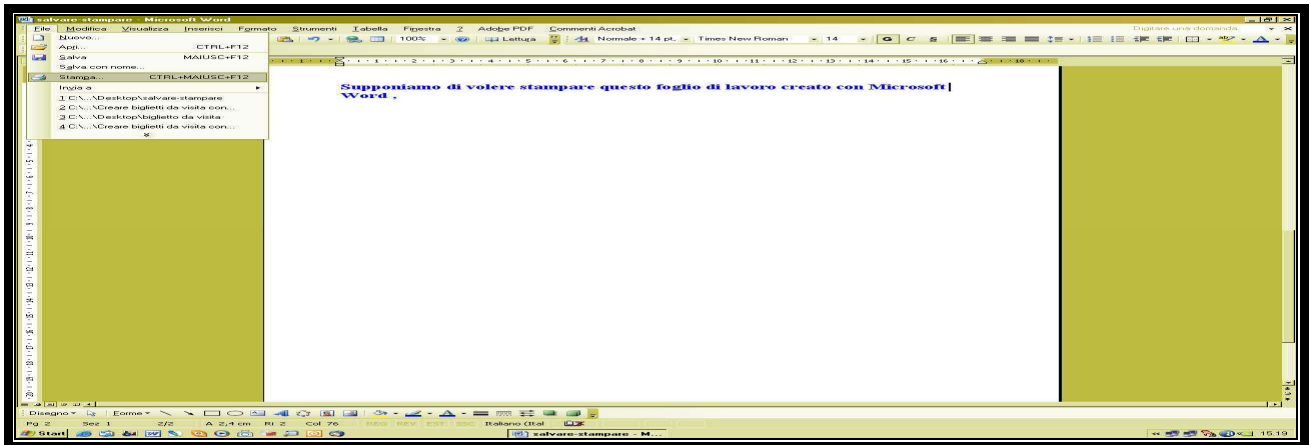 salvare-stampare - Microsoft Word
File Modifica Visualizza Inserisci Formato Strumenti Tabella Finestra ? Adobe PDF Commenti Acrobat Digitare una domanda.
Nuovo...
100% Lettura Normale + 14 pt. Times New Roman 14 G C S
Apri... CTRL+F12
Salva MAIUSC+F12
Salva con nome...
Stampa... CTRL+MAIUSC+F12
Invia a
1 C:\...\Desktop\salvare-stampare
2 C:\...\Creare biglietti da visita con...
3 C:\...\Desktop\biglietto da visita
4 C:\...\Creare biglietti da visita con...
Supponiamo di volere stampare questo foglio di lavoro creato con Microsoft
Word ,
Disegno Forme
Pg 2 Sez 1 2/2 A 2,4 cm Ri 2 Col 76 REG REV EST SSC Italiano (Ital
Start salvare-stampare - M... 15.19